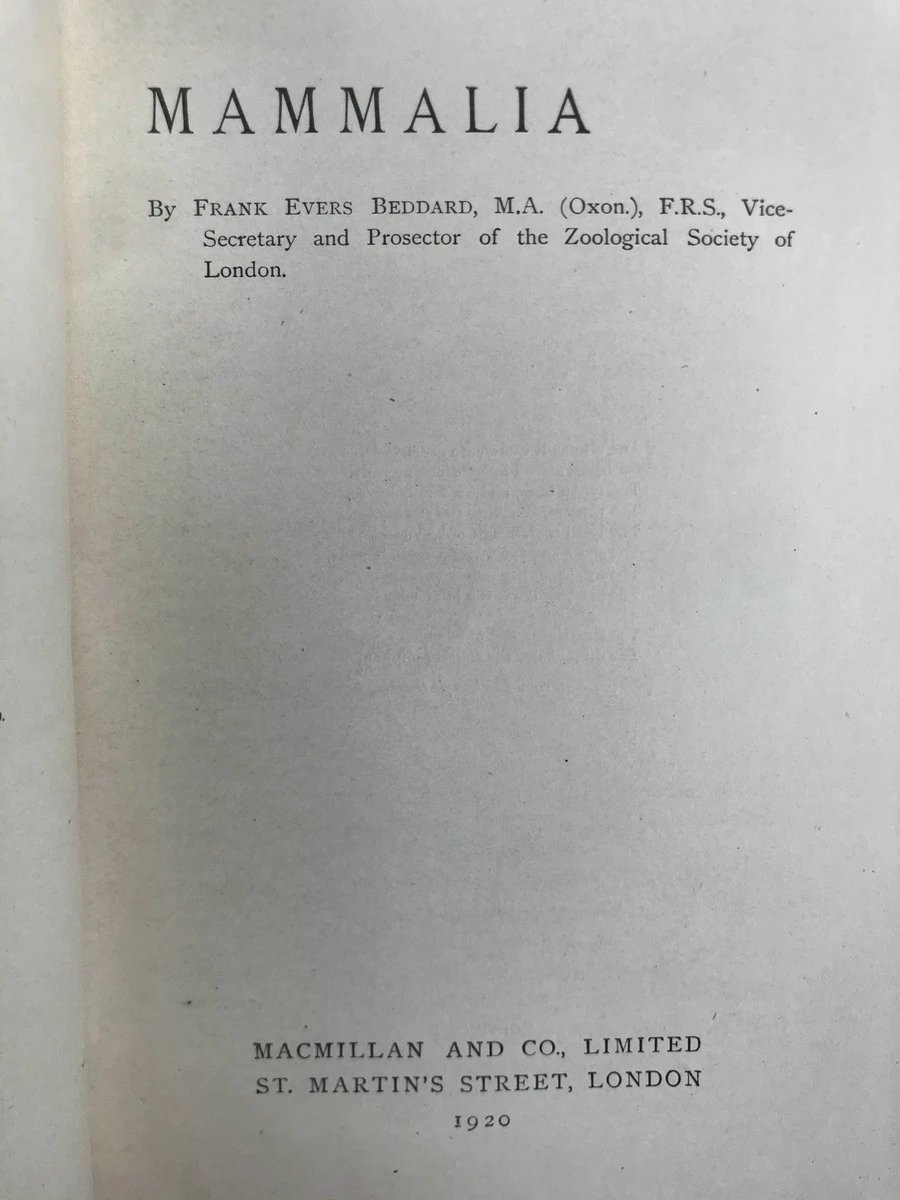 MAMMALIA
By FRANK EVERS BEDDARD, M.A. (Oxon.), F.R.S., Vice-
Secretary and Prosector of the Zoological Society of
London.
MACMILLAN AND CO., LIMITED
ST. MARTIN'S STREET, LONDON
1920